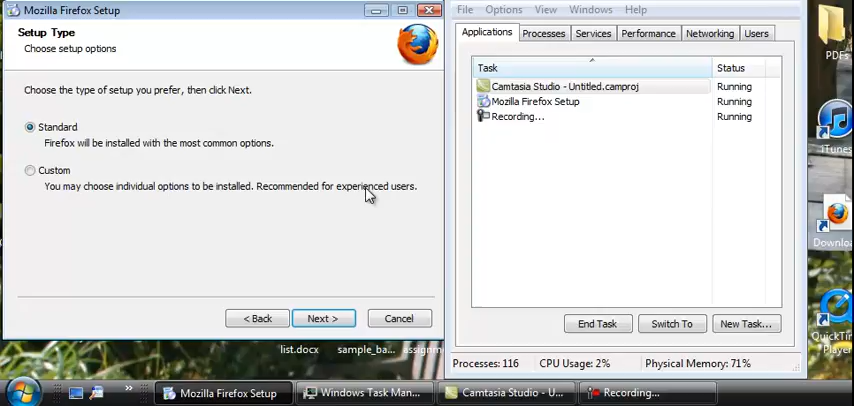 Mozilla Firefox Setup
Setup Type
Choose setup options
Choose the type of setup you prefer, then click Next.
Standard
Firefox will be installed with the most common options.
Custom
You may choose individual options to be installed. Recommended for experienced users.
< Back
Next >
Cancel
File Options View Windows Help
Applications Processes Services Performance Networking Users
Task Status
Camtasia Studio - Untitled.camproj Running
Mozilla Firefox Setup Running
Recording... Running
End Task Switch To New Task...
Processes: 116 CPU Usage: 2% Physical Memory: 71%
PDFs
iTunes
Downloa
QuickTim
Player
list.docx sample_ba... assignm
» Mozilla Firefox Setup Windows Task Man... Camtasia Studio - U... Recording...